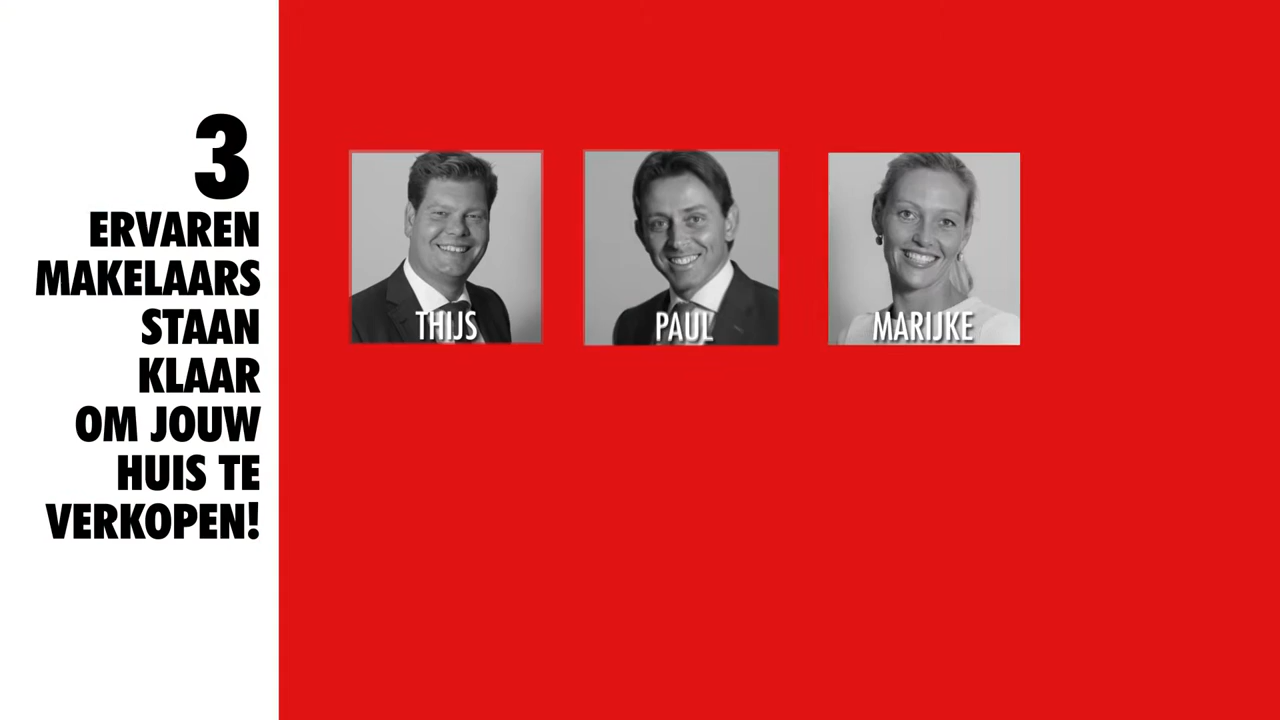 3
ERVAREN
MAKELAARS
STAAN
KLAAR
OM JOUW
HUIS TE
VERKOPEN!
THIJS
PAUL
MARIJKE